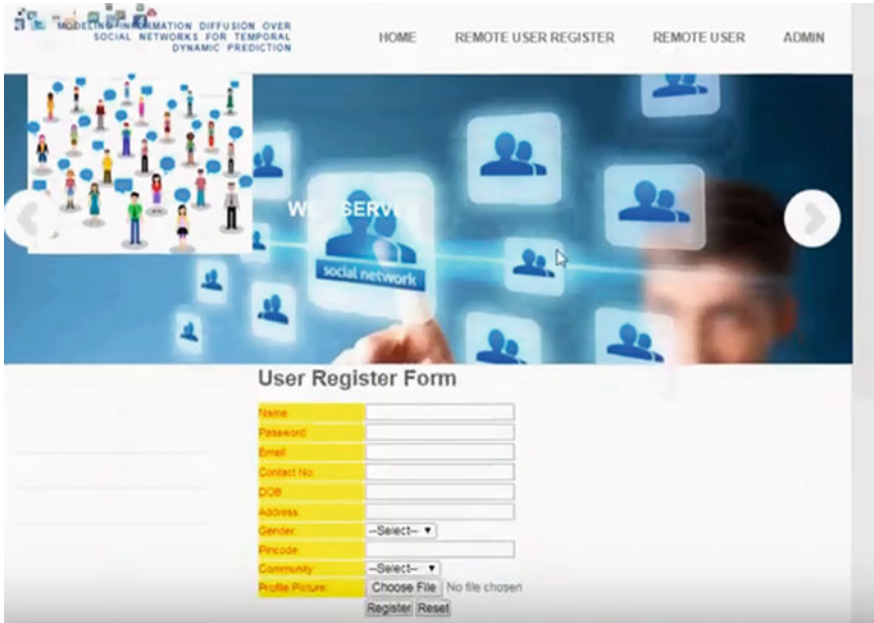 MODELING INFORMATION DIFFUSION OVER
SOCIAL NETWORKS FOR TEMPORAL
DYNAMIC PREDICTION
HOME REMOTE USER REGISTER REMOTE USER ADMIN
SERVE
social network
User Register Form
Name:
Password
Email
Contact No:
DOB
Address
Gender: --Select--
Pincode:
Community --Select--
Profile Picture: Choose File No file chosen
Register Reset